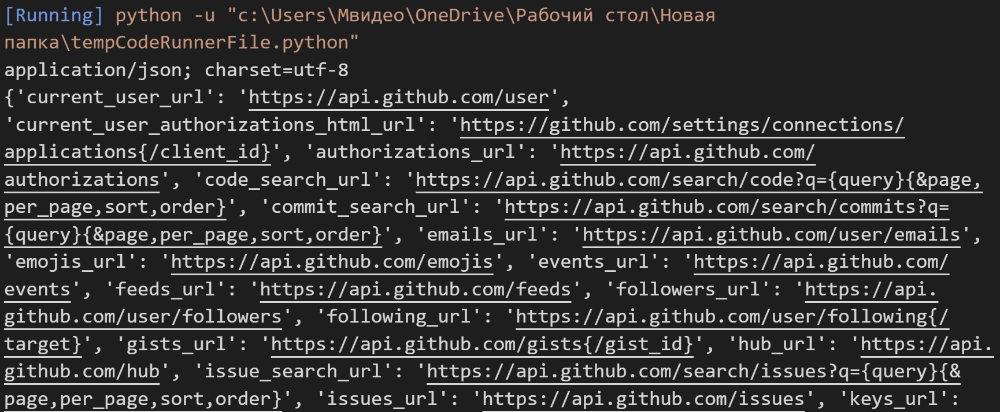 [Running] python -u "c:\Users\Мвидео\OneDrive\Рабочий стол\Новая
папка\tempCodeRunnerFile.python"
application/json; charset=utf-8
{'current_user_url': 'https://api.github.com/user',
'current_user_authorizations_html_url': 'https://github.com/settings/connections/
applications{/client_id}', 'authorizations_url': 'https://api.github.com/
authorizations', 'code_search_url': 'https://api.github.com/search/code?q={query}{&page,
per_page,sort,order}', 'commit_search_url': 'https://api.github.com/search/commits?q=
{query}{&page,per_page,sort,order}', 'emails_url': 'https://api.github.com/user/emails',
'emojis_url': 'https://api.github.com/emojis', 'events_url': 'https://api.github.com/
events', 'feeds_url': 'https://api.github.com/feeds', 'followers_url': 'https://api.
github.com/user/followers', 'following_url': 'https://api.github.com/user/following{/
target}', 'gists_url': 'https://api.github.com/gists{/gist_id}', 'hub_url': 'https://api.
github.com/hub', 'issue_search_url': 'https://api.github.com/search/issues?q={query}{&
page,per_page,sort,order}', 'issues_url': 'https://api.github.com/issues', 'keys_url':